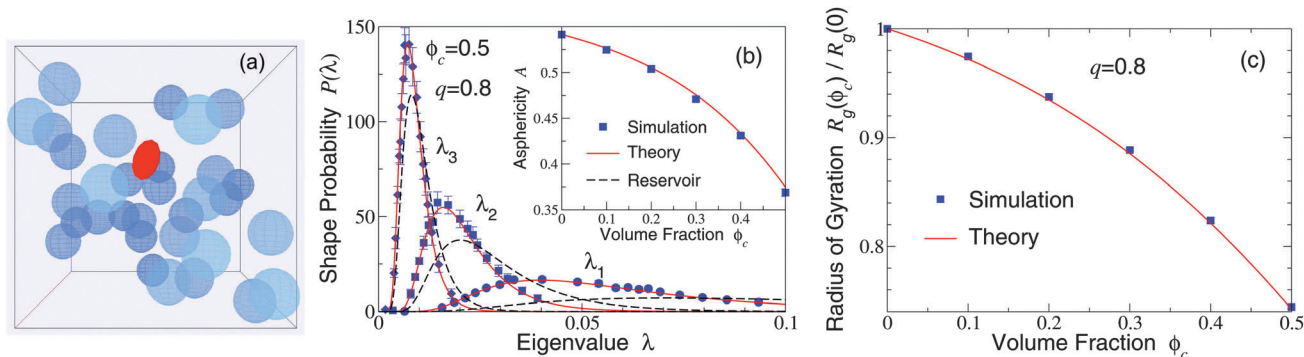 (a)
Shape Probability P(λ)
150
100
50
0
0
0.05
0.1
Eigenvalue λ
ϕc=0.5
q=0.8
λ3
λ2
λ1
(b)
Asphericity A
0.5
0.45
0.4
0.35
0
0.1
0.2
0.3
0.4
Volume Fraction ϕc
Simulation
Theory
Reservoir
(c)
Radius of Gyration Rg(ϕc) / Rg(0)
1
0.9
0.8
q=0.8
Simulation
Theory
0
0.1
0.2
0.3
0.4
0.5
Volume Fraction ϕc